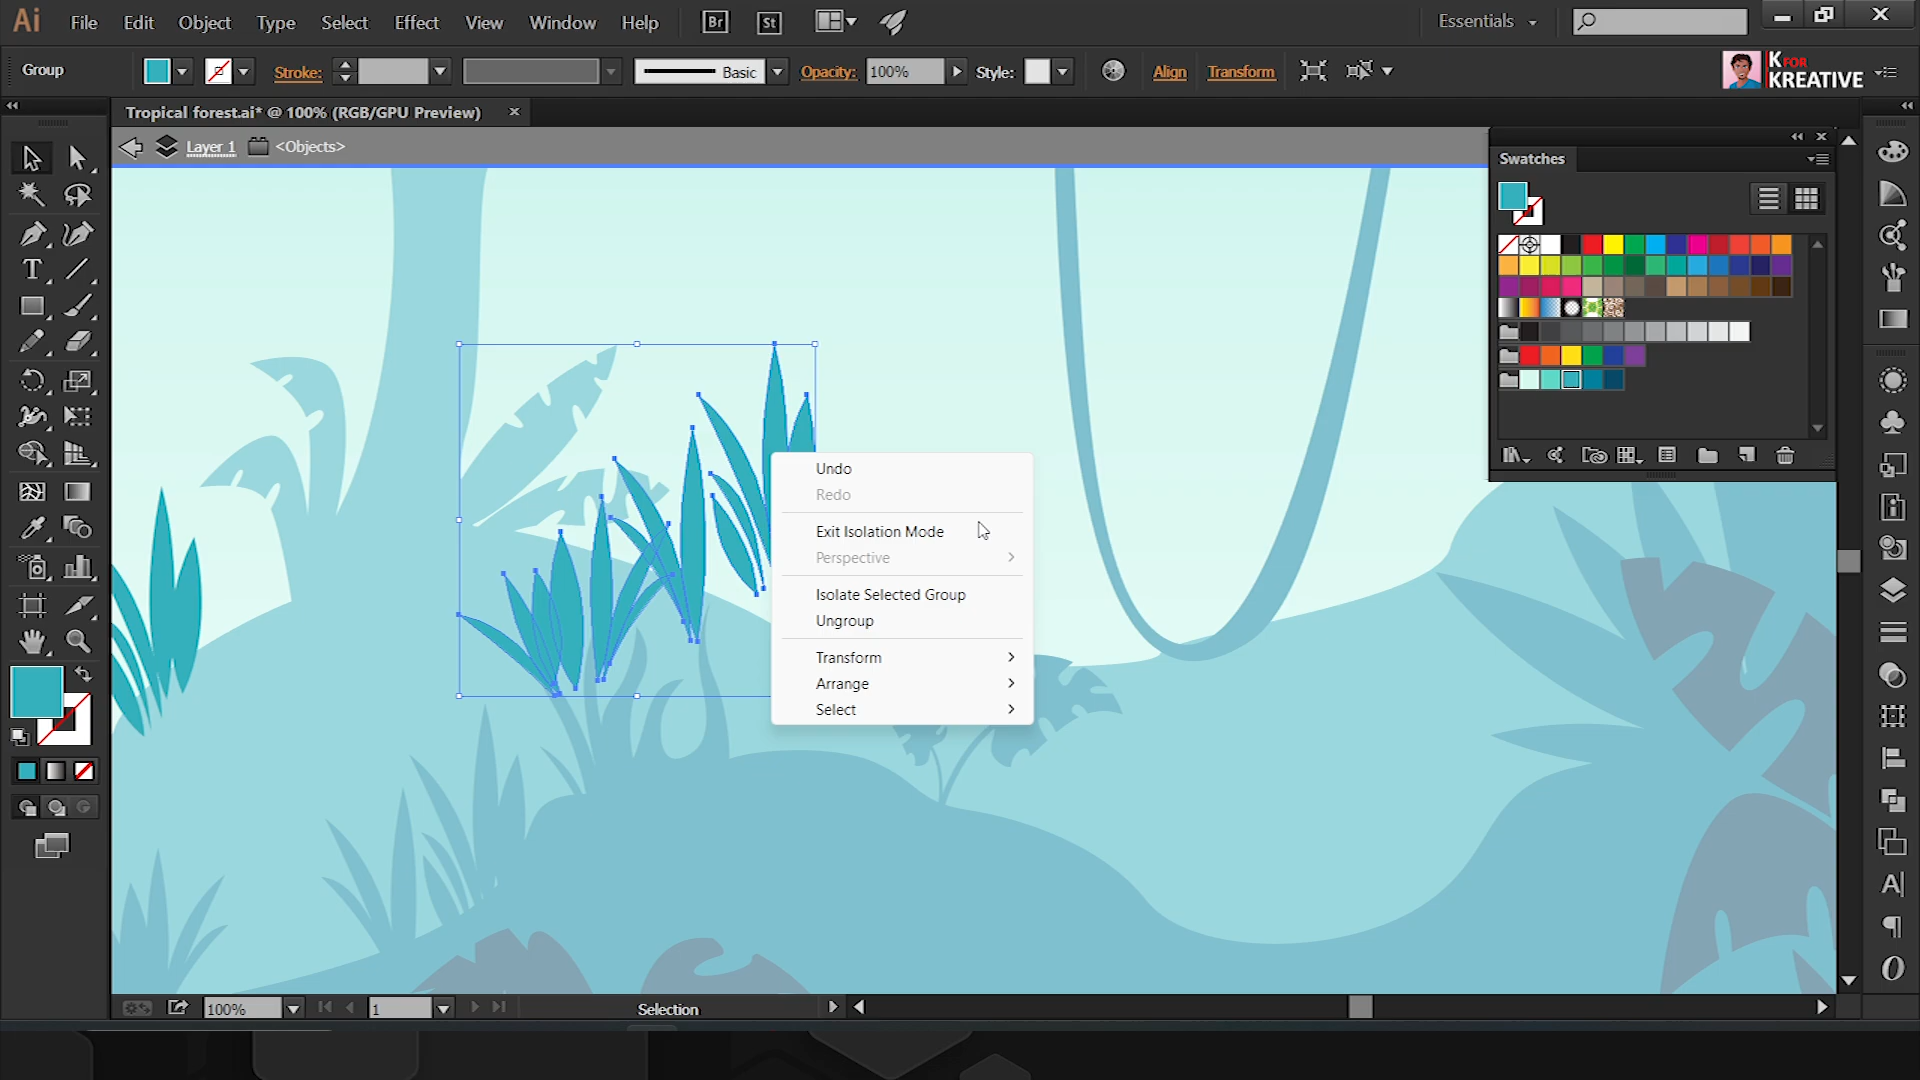 Ai File Edit Object Type Select Effect View Window Help Br St Essentials
Group Stroke: Basic Opacity: 100% Style: Align Transform K FOR KREATIVE
Tropical forest.ai* @ 100% (RGB/GPU Preview)
Layer 1 <Objects>
Swatches
Undo
Redo
Exit Isolation Mode
Perspective
Isolate Selected Group
Ungroup
Transform
Arrange
Select
100% 1 Selection